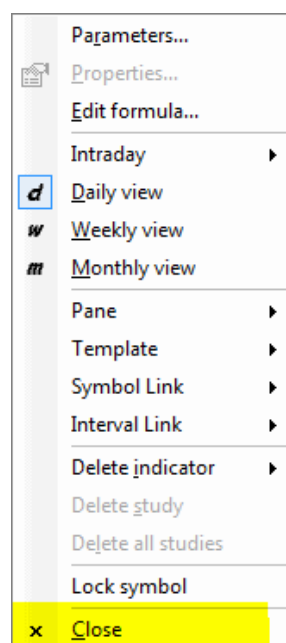 Parameters...
Properties...
Edit formula...
Intraday
d Daily view
w Weekly view
m Monthly view
Pane
Template
Symbol Link
Interval Link
Delete indicator
Delete study
Delete all studies
Lock symbol
Close